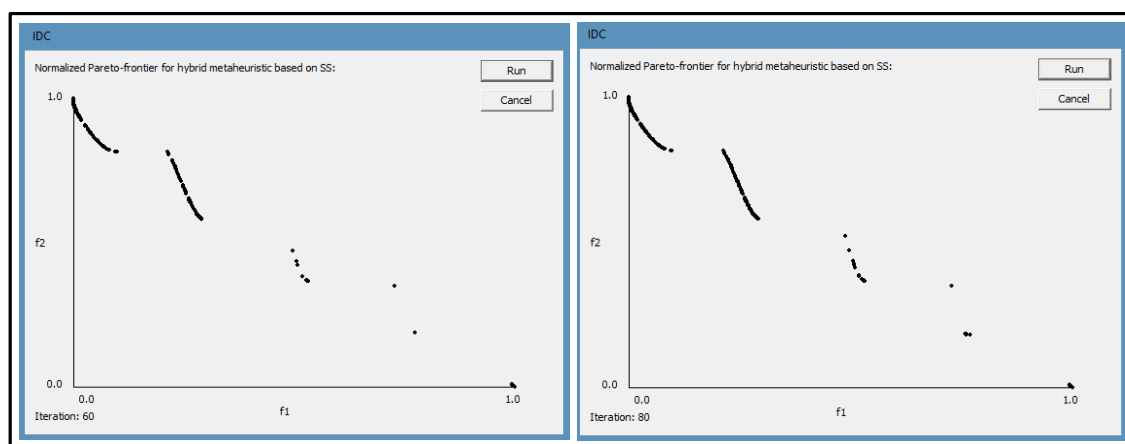 IDC
Normalized Pareto-frontier for hybrid metaheuristic based on SS:
Run
Cancel
1.0
f2
0.0
0.0
f1
1.0
Iteration: 60
IDC
Normalized Pareto-frontier for hybrid metaheuristic based on SS:
Run
Cancel
1.0
f2
0.0
0.0
f1
1.0
Iteration: 80